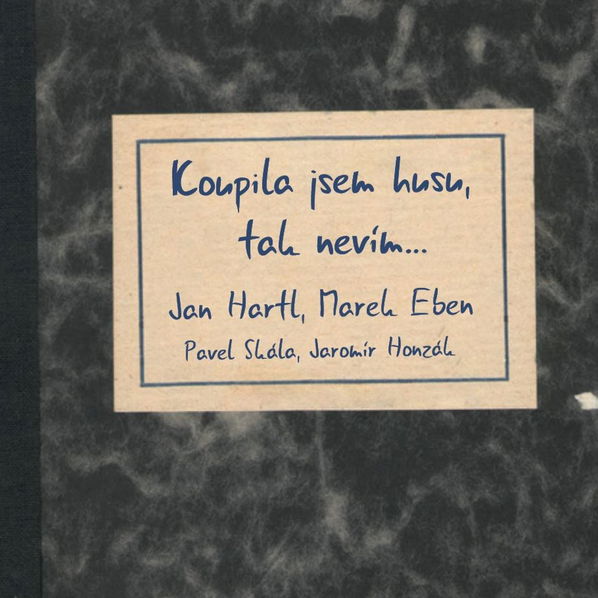 Koupila jsem husu,
tak nevím...
Jan Hartl, Marek Eben
Pavel Skála, Jaromír Honzák